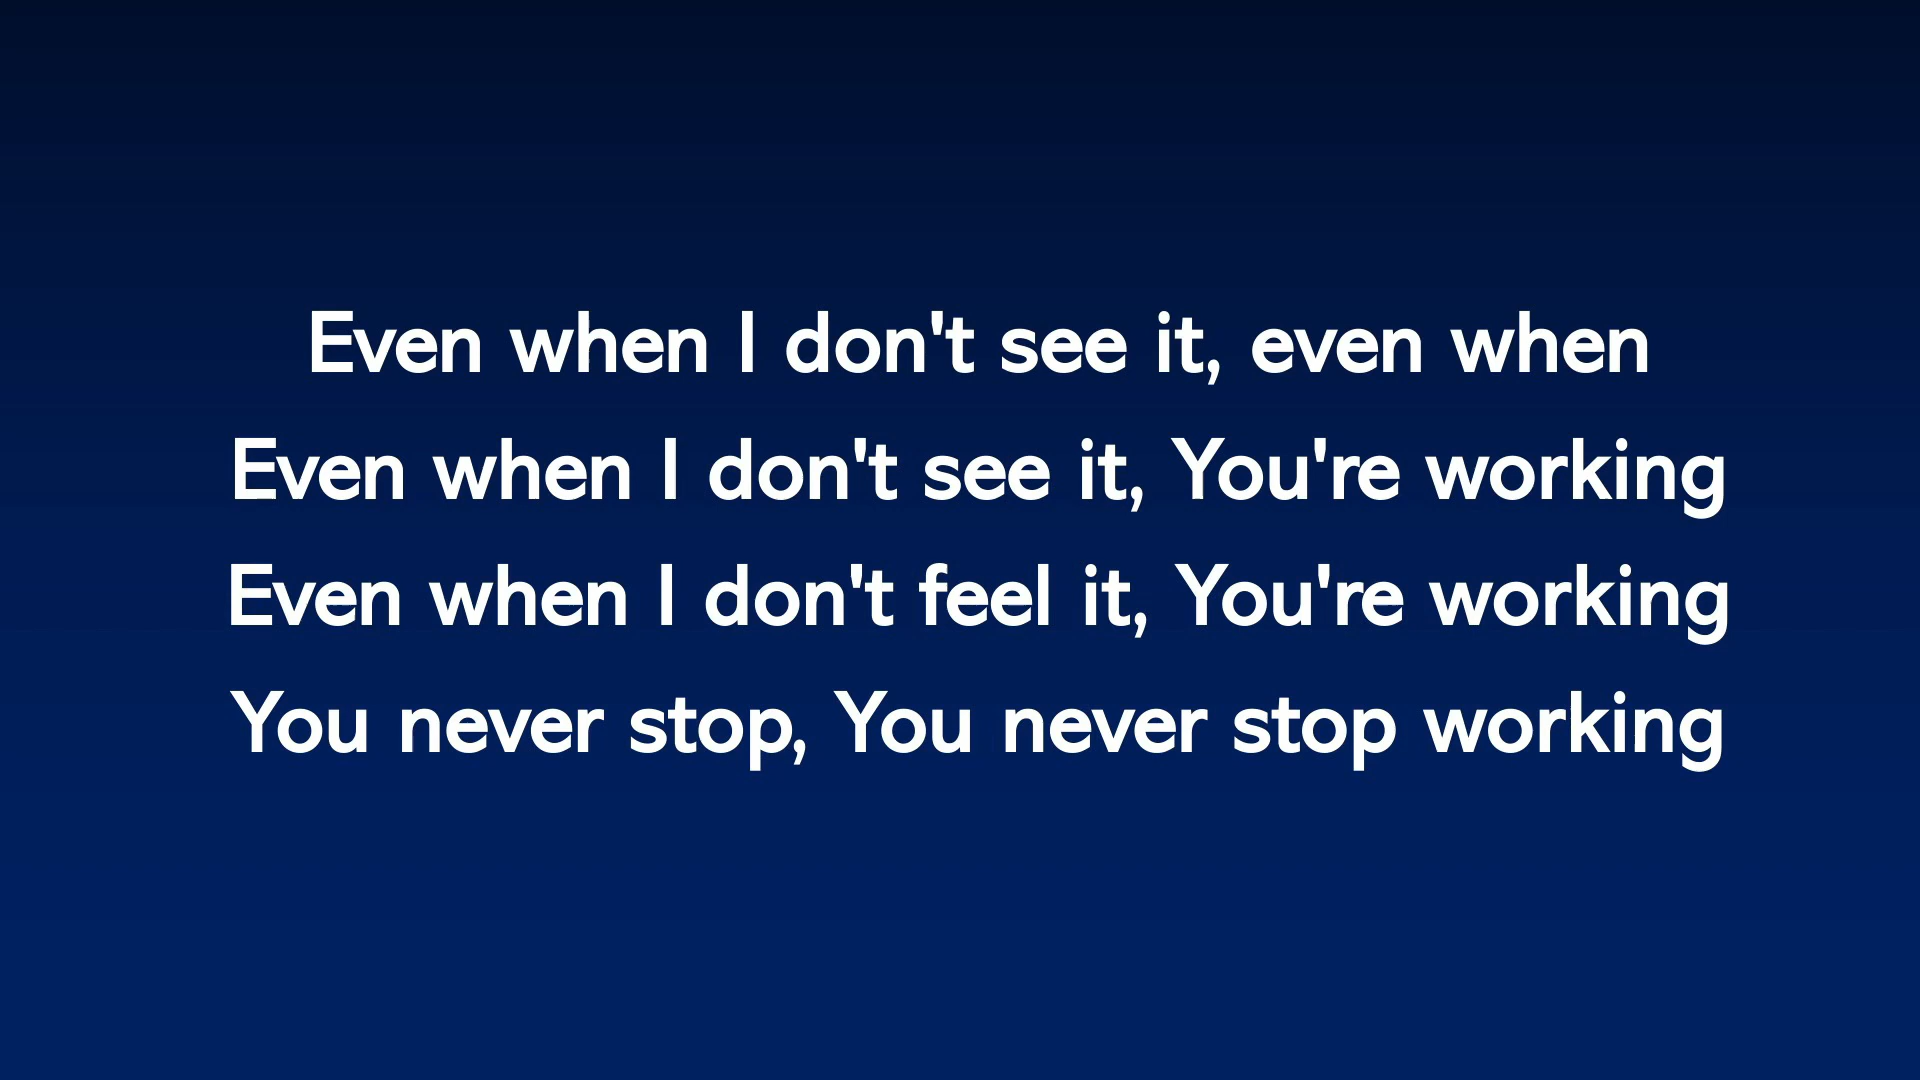 Even when I don't see it, even when
Even when I don't see it, You're working
Even when I don't feel it, You're working
You never stop, You never stop working